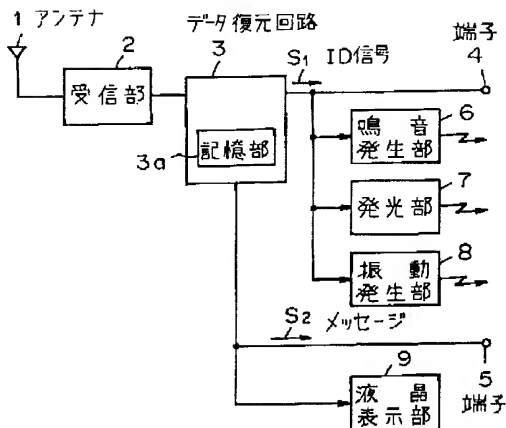 1 アンテナ
2
受信部
データ復元回路
3
3a
記憶部
S1 ID信号
端子
4
6
鳴音
発生部
7
発光部
8
振動
発生部
S2 メッセージ
5
端子
9
液晶
表示部